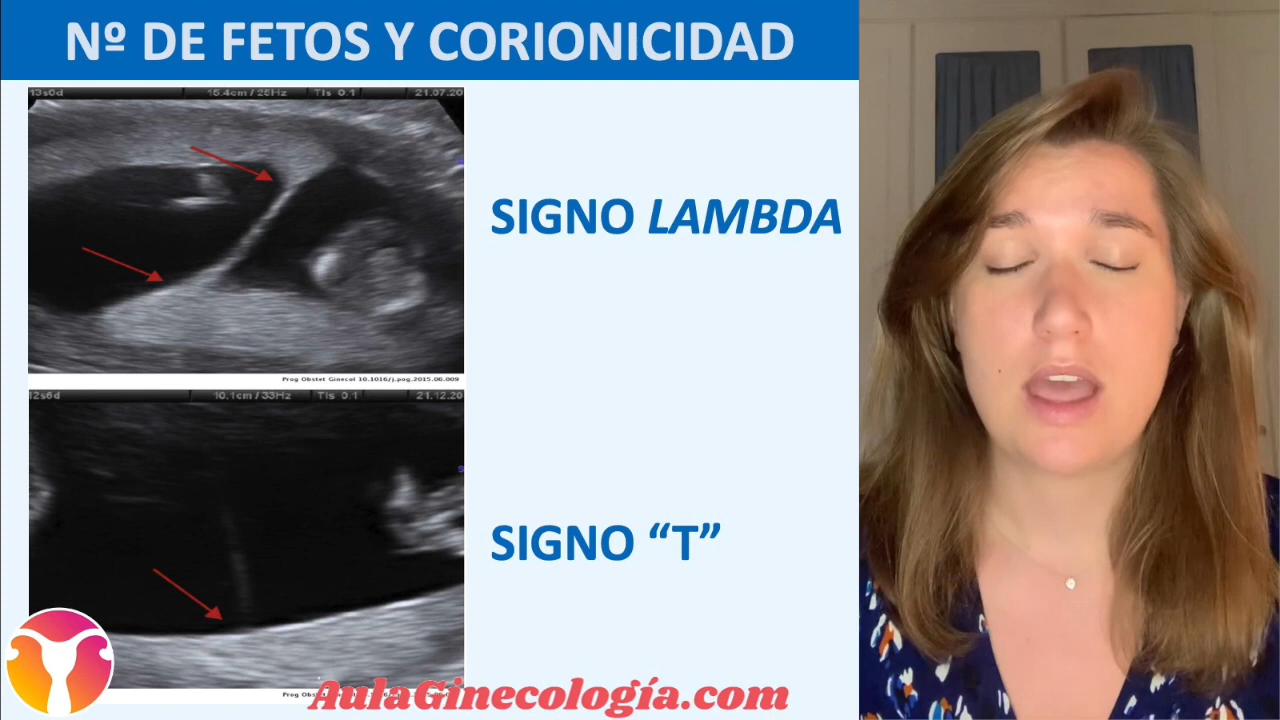 Nº DE FETOS Y CORIONICIDAD
13s0d 15.4cm / 25Hz TIs 0.1 21.07.20
SIGNO LAMBDA
Prog Obstet Ginecol 10.1016/j.pog.2015.06.009
12s6d 10.1cm / 33Hz TIs 0.1 21.12.20
SIGNO “T”
Prog Obs
AulaGinecología.com